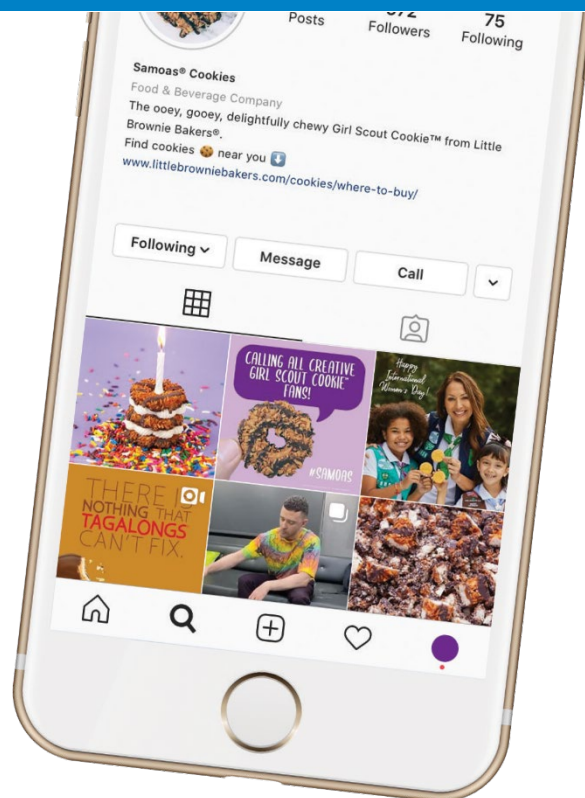 Posts
Followers
75
Following
Samoas® Cookies
Food & Beverage Company
The ooey, gooey, delightfully chewy Girl Scout Cookie™ from Little
Brownie Bakers®.
Find cookies 🍪 near you ⬇️
www.littlebrowniebakers.com/cookies/where-to-buy/
Following
Message
Call
CALLING ALL CREATIVE
GIRL SCOUT COOKIE™
FANS!
#SAMOAS
Happy
International
Women's Day!
THERE IS
NOTHING THAT
TAGALONGS
CAN'T FIX.